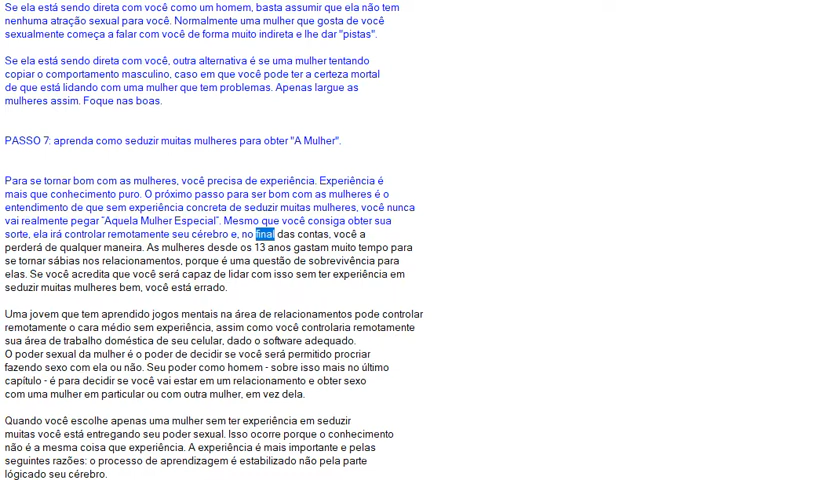 Se ela está sendo direta com você como um homem, basta assumir que ela não tem
nenhuma atração sexual para você. Normalmente uma mulher que gosta de você
sexualmente começa a falar com você de forma muito indireta e lhe dar "pistas".
Se ela está sendo direta com você, outra alternativa é se uma mulher tentando
copiar o comportamento masculino, caso em que você pode ter a certeza mortal
de que está lidando com uma mulher que tem problemas. Apenas largue as
mulheres assim. Foque nas boas.
PASSO 7: aprenda como seduzir muitas mulheres para obter "A Mulher".
Para se tornar bom com as mulheres, você precisa de experiência. Experiência é
mais que conhecimento puro. O próximo passo para ser bom com as mulheres é o
entendimento de que sem experiência concreta de seduzir muitas mulheres, você nunca
vai realmente pegar "Aquela Mulher Especial". Mesmo que você consiga obter sua
sorte, ela irá controlar remotamente seu cérebro e, no final das contas, você a
perderá de qualquer maneira. As mulheres desde os 13 anos gastam muito tempo para
se tornar sábias nos relacionamentos, porque é uma questão de sobrevivência para
elas. Se você acredita que você será capaz de lidar com isso sem ter experiência em
seduzir muitas mulheres bem, você está errado.
Uma jovem que tem aprendido jogos mentais na área de relacionamentos pode controlar
remotamente o cara médio sem experiência, assim como você controlaria remotamente
sua área de trabalho doméstica de seu celular, dado o software adequado.
O poder sexual da mulher é o poder de decidir se você será permitido procriar
fazendo sexo com ela ou não. Seu poder como homem - sobre isso mais no último
capítulo - é para decidir se você vai estar em um relacionamento e obter sexo
com uma mulher em particular ou com outra mulher, em vez dela.
Quando você escolhe apenas uma mulher sem ter experiência em seduzir
muitas você está entregando seu poder sexual. Isso ocorre porque o conhecimento
não é a mesma coisa que experiência. A experiência é mais importante e pelas
seguintes razões: o processo de aprendizagem é estabilizado não pela parte
lógicado seu cérebro.